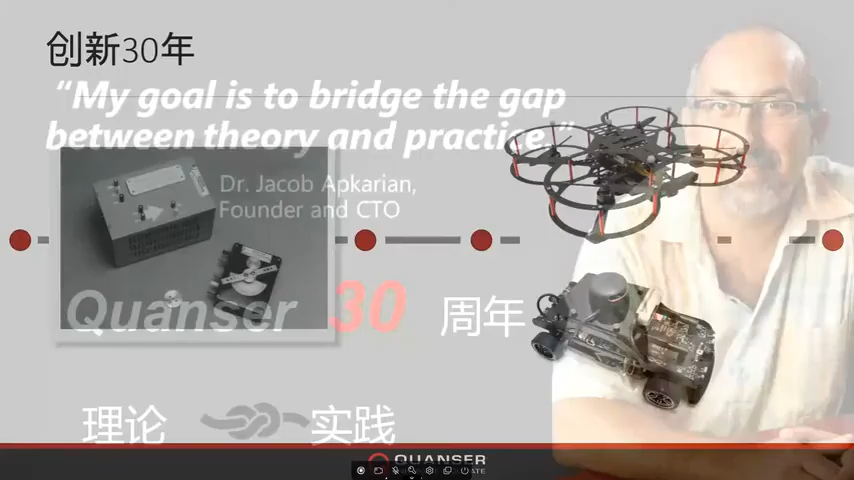 创新30年
“My goal is to bridge the gap
between theory and practise.”
Dr. Jacob Apkarian,
Founder and CTO
Quanser 30 周年
理论 实践
QUANSER